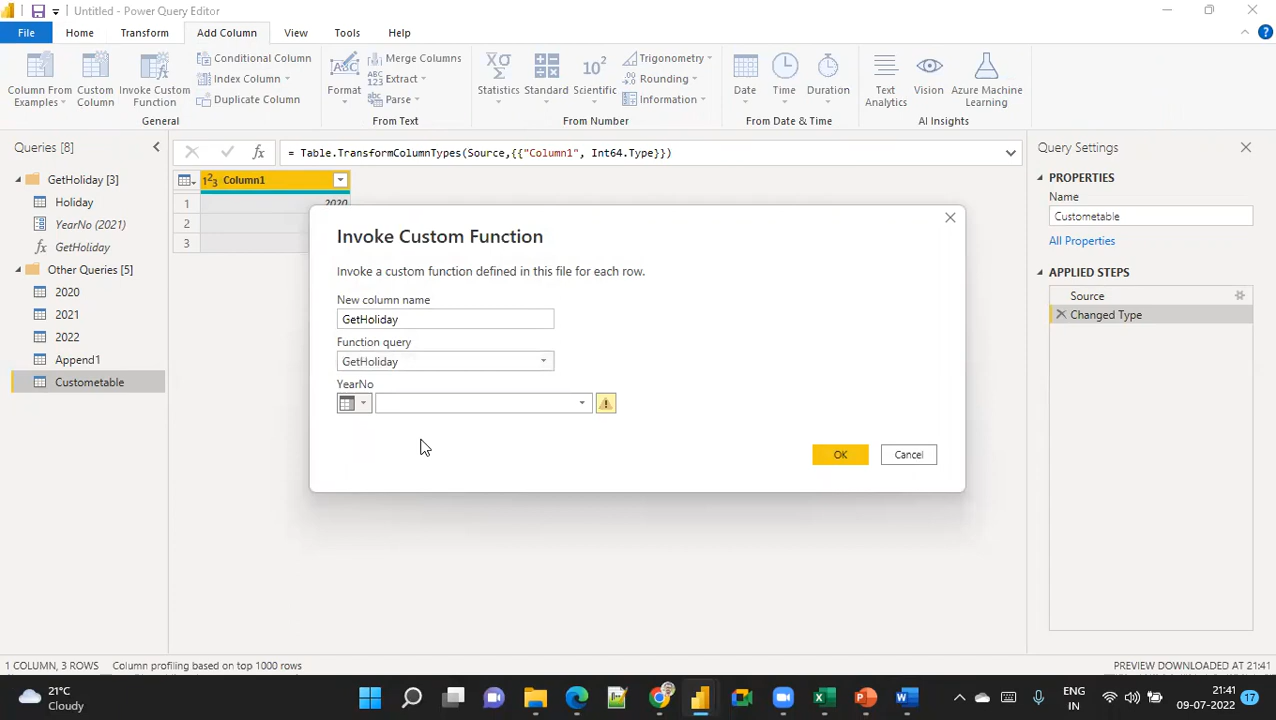 Untitled - Power Query Editor
File
Home
Transform
Add Column
View
Tools
Help
Column From Examples
Custom Column
Invoke Custom Function
Conditional Column
Index Column
Duplicate Column
General
Format
Merge Columns
Extract
Parse
From Text
Statistics
Standard
Scientific
Trigonometry
Rounding
Information
From Number
Date
Time
Duration
From Date & Time
Text Analytics
Vision
Azure Machine Learning
AI Insights
Queries [8]
GetHoliday [3]
Holiday
YearNo (2021)
fx GetHoliday
Other Queries [5]
2020
2021
2022
Append1
Custometable
fx = Table.TransformColumnTypes(Source,{{"Column1", Int64.Type}})
Column1
1 2020
2
3
Invoke Custom Function
Invoke a custom function defined in this file for each row.
New column name
GetHoliday
Function query
GetHoliday
YearNo
OK
Cancel
Query Settings
PROPERTIES
Name
Custometable
All Properties
APPLIED STEPS
Source
Changed Type
1 COLUMN, 3 ROWS Column profiling based on top 1000 rows
PREVIEW DOWNLOADED AT 21:41
21°C
Cloudy
ENG
IN
21:41
09-07-2022
17